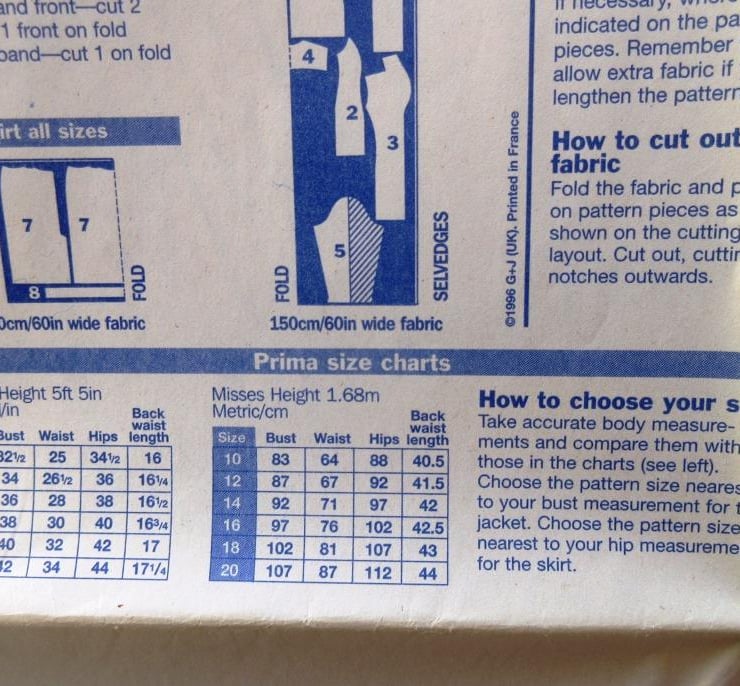 and front—cut 2
1 front on fold
band—cut 1 on fold
irt all sizes
7
7
8
FOLD
0cm/60in wide fabric
4
2
3
5
FOLD
SELVEDGES
150cm/60in wide fabric
©1996 G+J (UK). Printed in France
indicated on the pa
pieces. Remember
allow extra fabric if
lengthen the pattern
How to cut out
fabric
Fold the fabric and p
on pattern pieces as
shown on the cutting
layout. Cut out, cuttin
notches outwards.
Prima size charts
Height 5ft 5in
/in
Bust Waist Hips Back waist length
32½ 25 34½ 16
34 26½ 36 16¼
36 28 38 16½
38 30 40 16¾
40 32 42 17
42 34 44 17¼
Misses Height 1.68m
Metric/cm
Size Bust Waist Hips Back waist length
10 83 64 88 40.5
12 87 67 92 41.5
14 92 71 97 42
16 97 76 102 42.5
18 102 81 107 43
20 107 87 112 44
How to choose your s
Take accurate body measure-
ments and compare them with
those in the charts (see left).
Choose the pattern size neares
to your bust measurement for t
jacket. Choose the pattern size
nearest to your hip measureme
for the skirt.